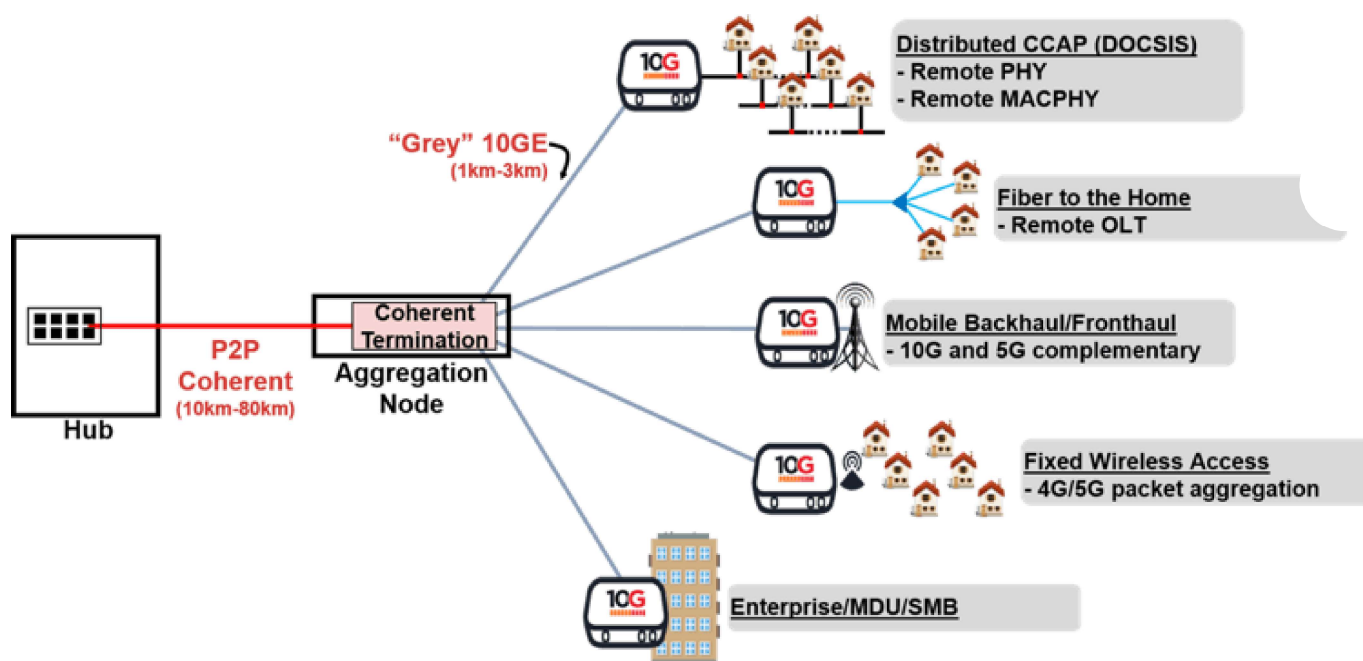 10G
Distributed CCAP (DOCSIS)
- Remote PHY
- Remote MACPHY
“Grey” 10GE
(1km-3km)
10G
Fiber to the Home
- Remote OLT
Coherent
Termination
10G
Mobile Backhaul/Fronthaul
- 10G and 5G complementary
P2P
Coherent
(10km-80km)
Aggregation
Node
Hub
10G
Fixed Wireless Access
- 4G/5G packet aggregation
10G
Enterprise/MDU/SMB